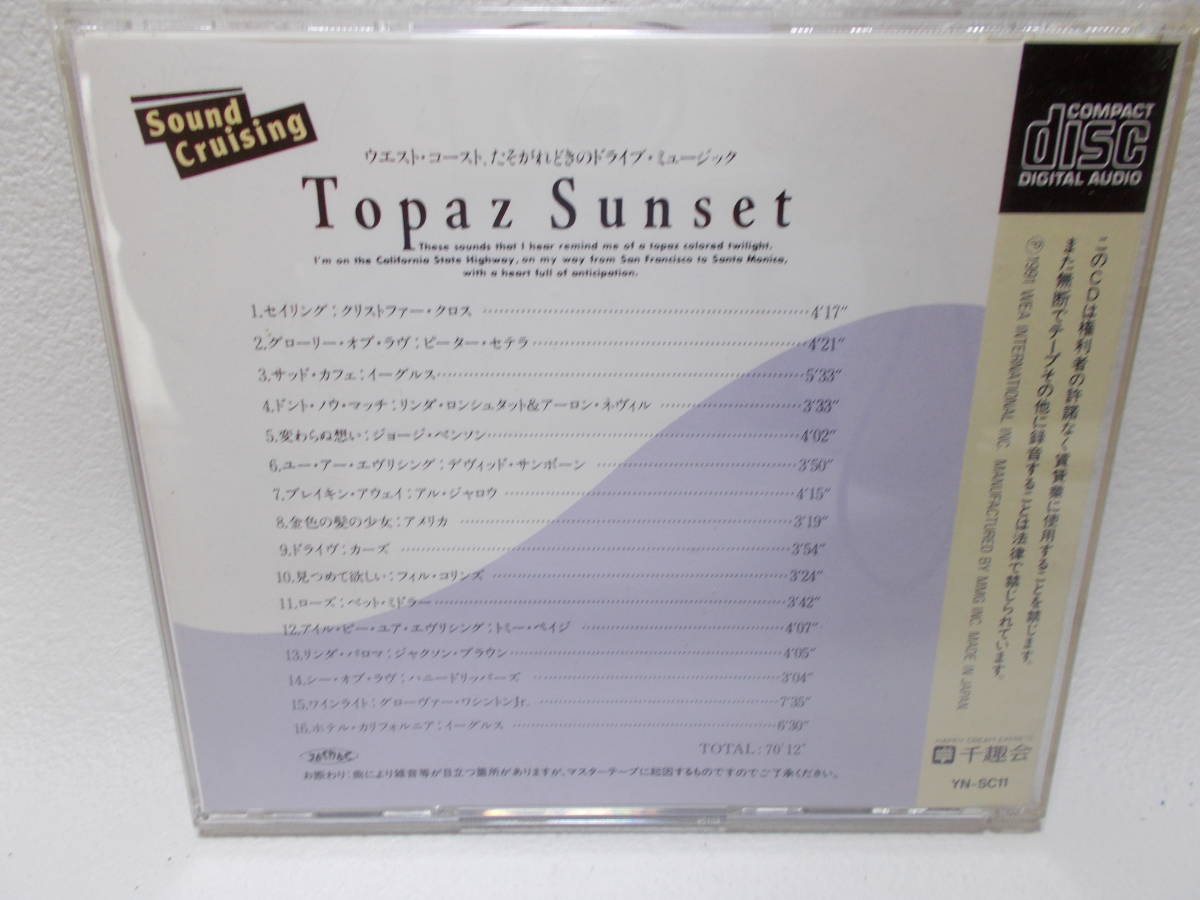 Sound
Cruising
ウエスト・コースト、たそがれどきのドライブ・ミュージック
Topaz Sunset
These sounds that I hear remind me of a topaz colored twilight.
I'm on the California State Highway, on my way from San Francisco to Santa Monica,
with a heart full of anticipation.
1.セイリング:クリストファー・クロス 4'17"
2.グローリー・オブ・ラヴ:ピーター・セテラ 4'21"
3.サッド・カフェ:イーグルス 5'33"
4.ドント・ノウ・マッチ:リンダ・ロンシュタット&アーロン・ネヴィル 3'33"
5.変わらぬ想い:ジョージ・ベンソン 4'02"
6.ユー・アー・エヴリシング:デヴィッド・サンボーン 3'50"
7.ブレイキン・アウェイ:アル・ジャロウ 4'15"
8.金色の髪の少女:アメリカ 3'19"
9.ドライヴ:カーズ 3'54"
10.見つめて欲しい:フィル・コリンズ 3'24"
11.ローズ:ベット・ミドラー 3'42"
12.アイル・ビー・ユア・エヴリシング:トミー・ペイジ 4'07"
13.リンダ・パロマ:ジャクソン・ブラウン 4'05"
14.シー・オブ・ラヴ:ハニードリッパーズ 3'04"
15.ワインライト:グローヴァー・ワシントンJr. 7'35"
16.ホテル・カリフォルニア:イーグルス 6'30"
TOTAL:70'12"
お断わり:曲により雑音等が目立つ箇所がありますが、マスターテープに起因するものですのでご了承ください。
COMPACT
disc
DIGITAL AUDIO
このCDは権利者の許諾なく賃貸業に使用することを禁じます。
また無断でテープその他に録音することは法律で禁じられています。
Ⓟ 1991 WEA INTERNATIONAL INC. MANUFACTURED BY MMG INC. MADE IN JAPAN
HAPPY DREAM EXPRESS
千趣会
YN-SC11